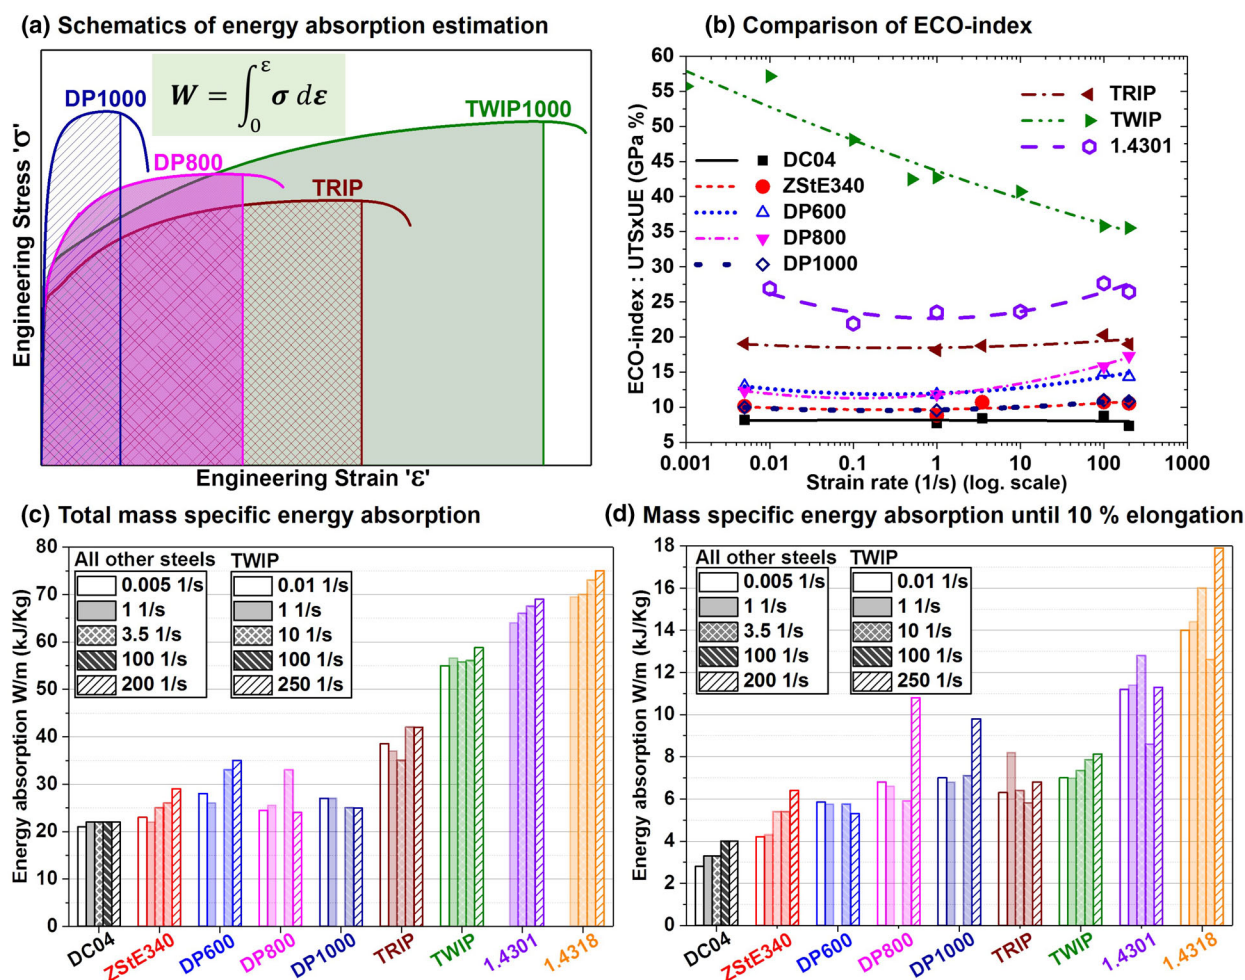 (a) Schematics of energy absorption estimation
DP1000
W = ∫₀^ε σ dε
TWIP1000
DP800
TRIP
Engineering Stress 'σ'
Engineering Strain 'ε'
(b) Comparison of ECO-index
60
55
50
45
40
35
30
25
20
15
10
5
ECO-index : UTSxUE (GPa %)
TRIP
TWIP
1.4301
DC04
ZStE340
DP600
DP800
DP1000
0.001 0.01 0.1 1 10 100 1000
Strain rate (1/s) (log. scale)
(c) Total mass specific energy absorption
80
70
60
50
40
30
20
10
0
Energy absorption W/m (kJ/Kg)
All other steels TWIP
0.005 1/s 0.01 1/s
1 1/s 1 1/s
3.5 1/s 10 1/s
100 1/s 100 1/s
200 1/s 250 1/s
DC04 ZStE340 DP600 DP800 DP1000 TRIP TWIP 1.4301 1.4318
(d) Mass specific energy absorption until 10 % elongation
18
16
14
12
10
8
6
4
2
0
Energy absorption W/m (kJ/Kg)
All other steels TWIP
0.005 1/s 0.01 1/s
1 1/s 1 1/s
3.5 1/s 10 1/s
100 1/s 100 1/s
200 1/s 250 1/s
DC04 ZStE340 DP600 DP800 DP1000 TRIP TWIP 1.4301 1.4318